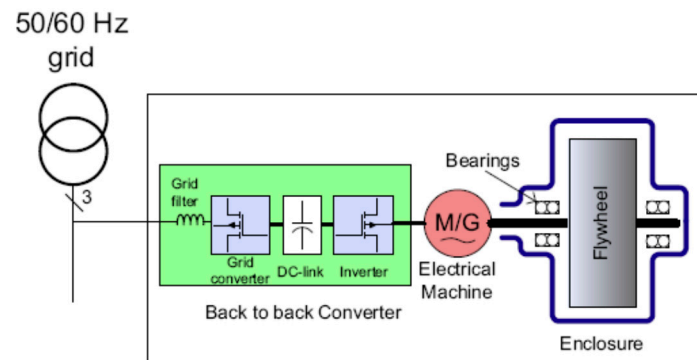 50/60 Hz
grid
3
Grid
filter
Grid
converter
DC-link
Inverter
Back to back Converter
M/G
Electrical
Machine
Bearings
Flywheel
Enclosure